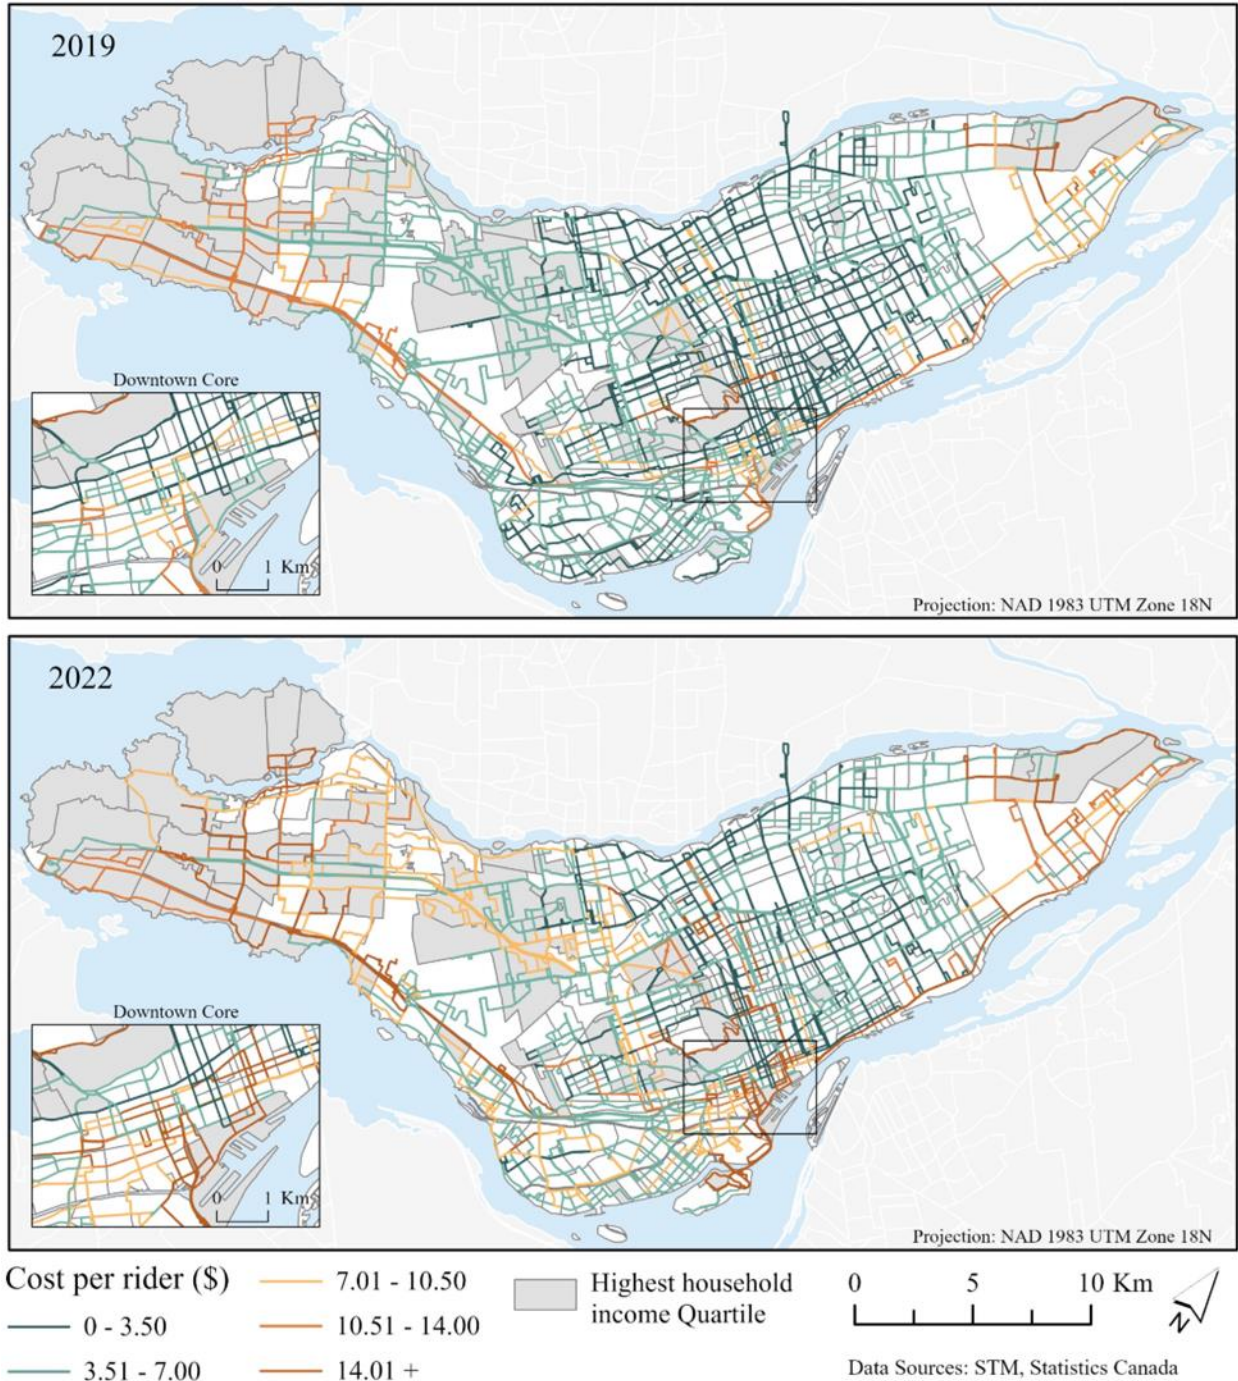 2019
Downtown Core
0 1 Km
Projection: NAD 1983 UTM Zone 18N
2022
Downtown Core
0 1 Km
Projection: NAD 1983 UTM Zone 18N
Cost per rider ($)
0 - 3.50
3.51 - 7.00
7.01 - 10.50
10.51 - 14.00
14.01 +
Highest household
income Quartile
0 5 10 Km
N
Data Sources: STM, Statistics Canada